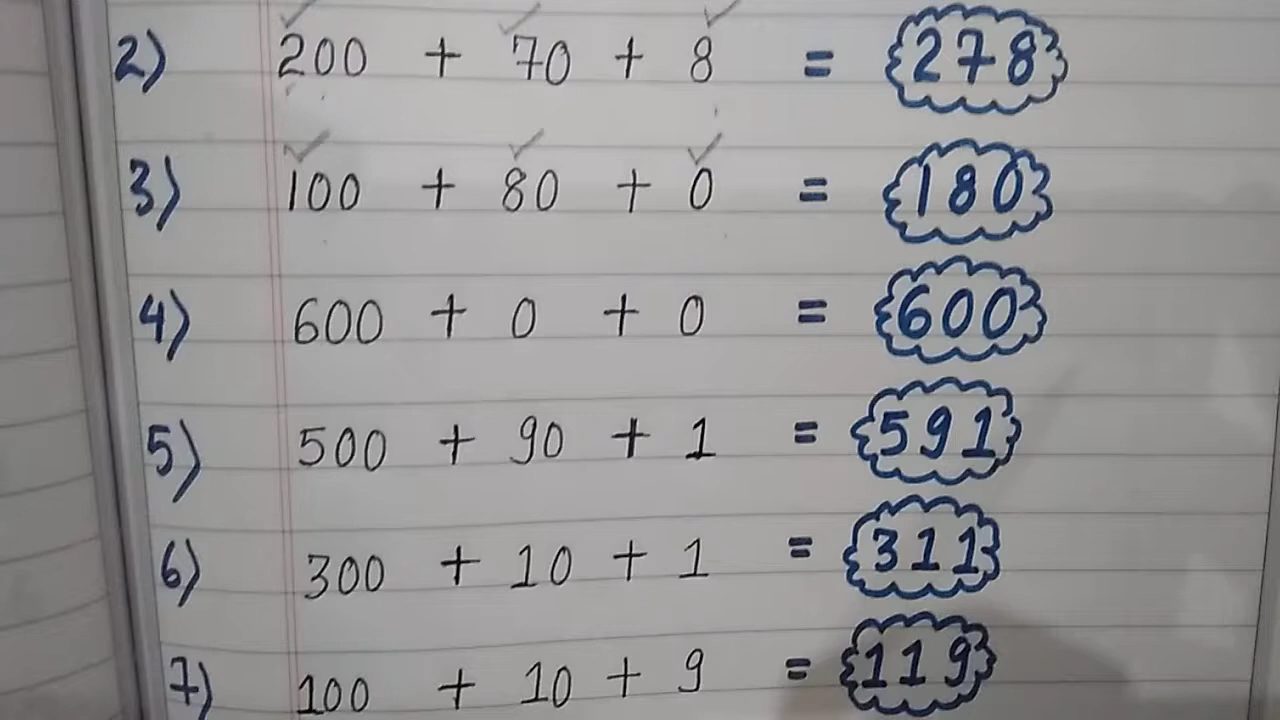 2) 200 + 70 + 8 = 278
3) 100 + 80 + 0 = 180
4) 600 + 0 + 0 = 600
5) 500 + 90 + 1 = 591
6) 300 + 10 + 1 = 311
7) 100 + 10 + 9 = 119